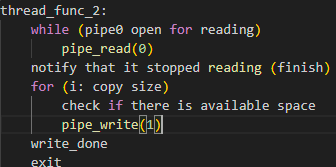 thread_func_2:
while (pipe0 open for reading)
pipe_read(0)
notify that it stopped reading (finish)
for (i: copy size)
check if there is available space
pipe_write(1)
write_done
exit